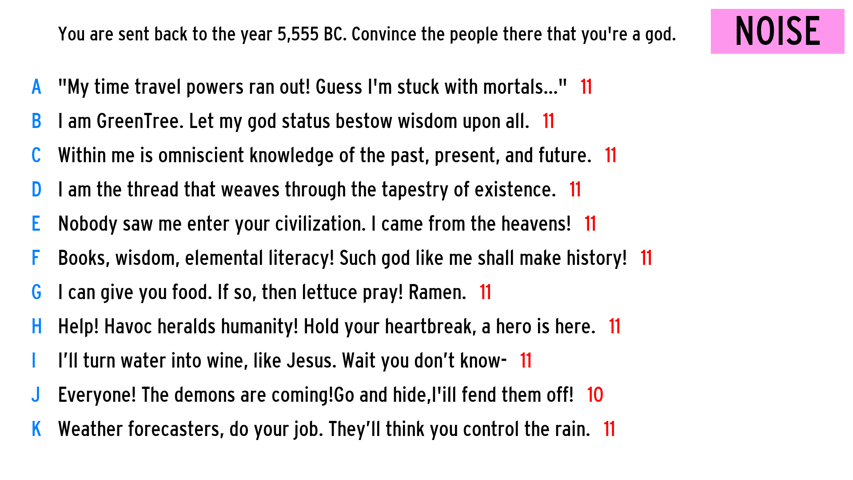 You are sent back to the year 5,555 BC. Convince the people there that you're a god.
NOISE
A "My time travel powers ran out! Guess I'm stuck with mortals..." 11
B I am GreenTree. Let my god status bestow wisdom upon all. 11
C Within me is omniscient knowledge of the past, present, and future. 11
D I am the thread that weaves through the tapestry of existence. 11
E Nobody saw me enter your civilization. I came from the heavens! 11
F Books, wisdom, elemental literacy! Such god like me shall make history! 11
G I can give you food. If so, then lettuce pray! Ramen. 11
H Help! Havoc heralds humanity! Hold your heartbreak, a hero is here. 11
I I’ll turn water into wine, like Jesus. Wait you don’t know- 11
J Everyone! The demons are coming!Go and hide,I'ill fend them off! 10
K Weather forecasters, do your job. They’ll think you control the rain. 11